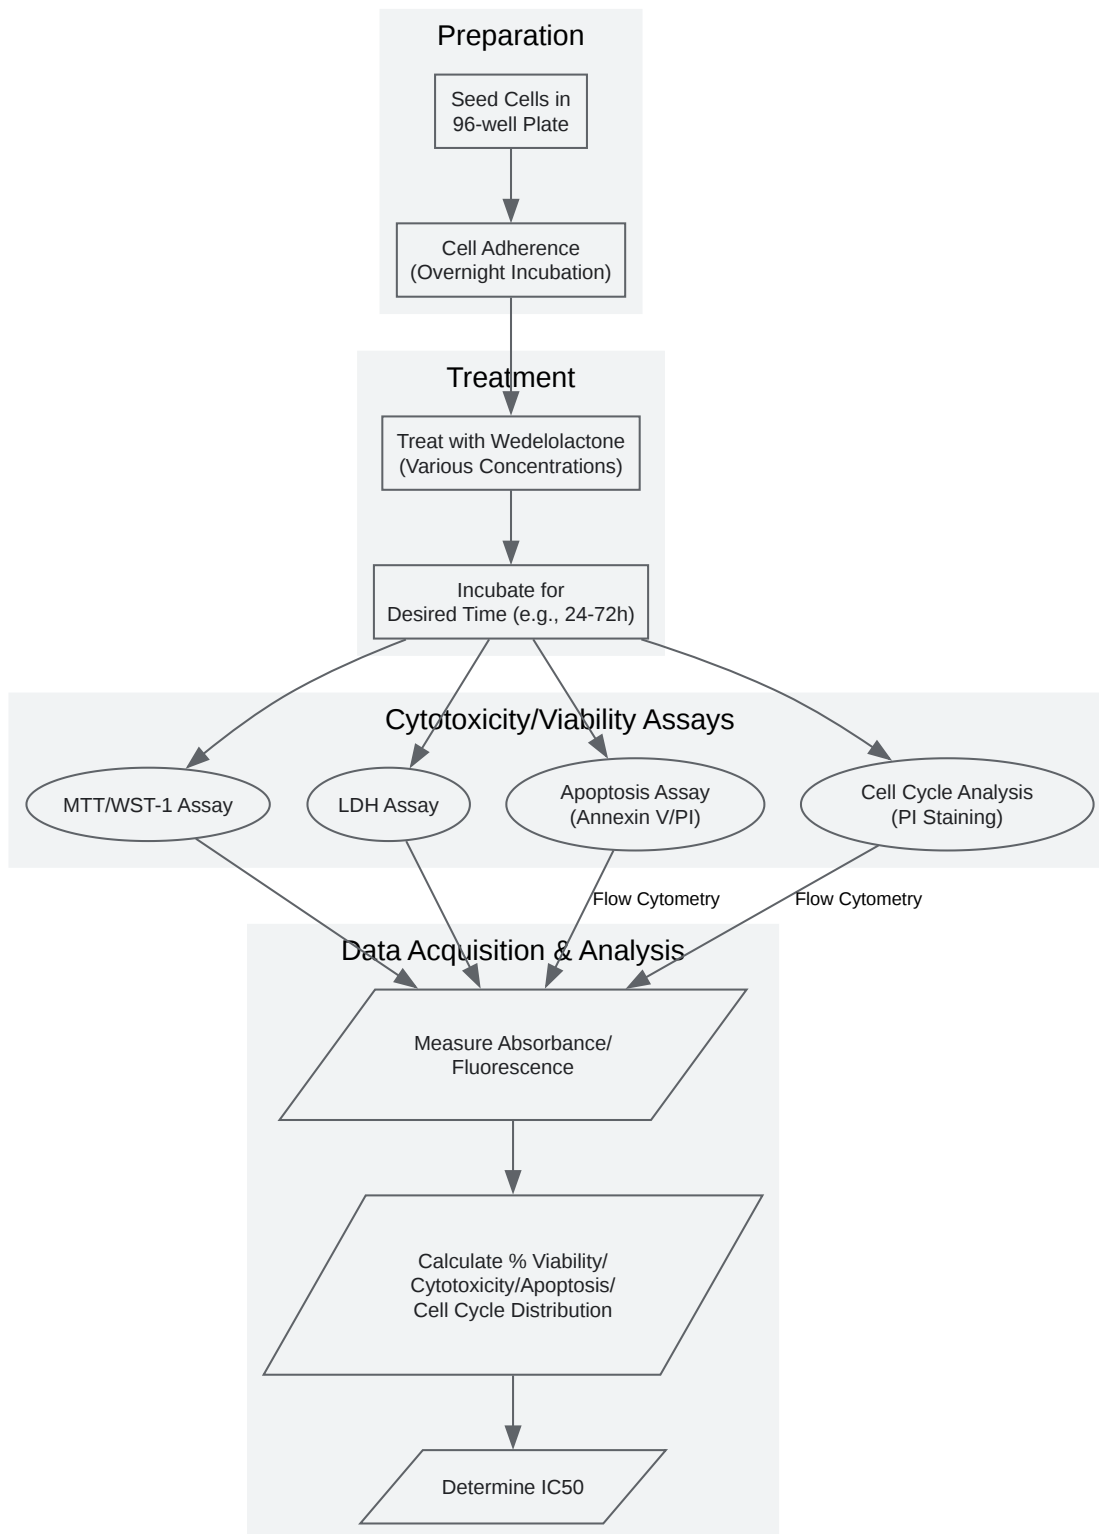 Preparation
Seed Cells in
96-well Plate
Cell Adherence
(Overnight Incubation)
Treatment
Treat with Wedelolactone
(Various Concentrations)
Incubate for
Desired Time (e.g., 24-72h)
Cytotoxicity/Viability Assays
MTT/WST-1 Assay
LDH Assay
Apoptosis Assay
(Annexin V/PI)
Cell Cycle Analysis
(PI Staining)
Flow Cytometry
Flow Cytometry
Data Acquisition & Analysis
Measure Absorbance/
Fluorescence
Calculate % Viability/
Cytotoxicity/Apoptosis/
Cell Cycle Distribution
Determine IC50